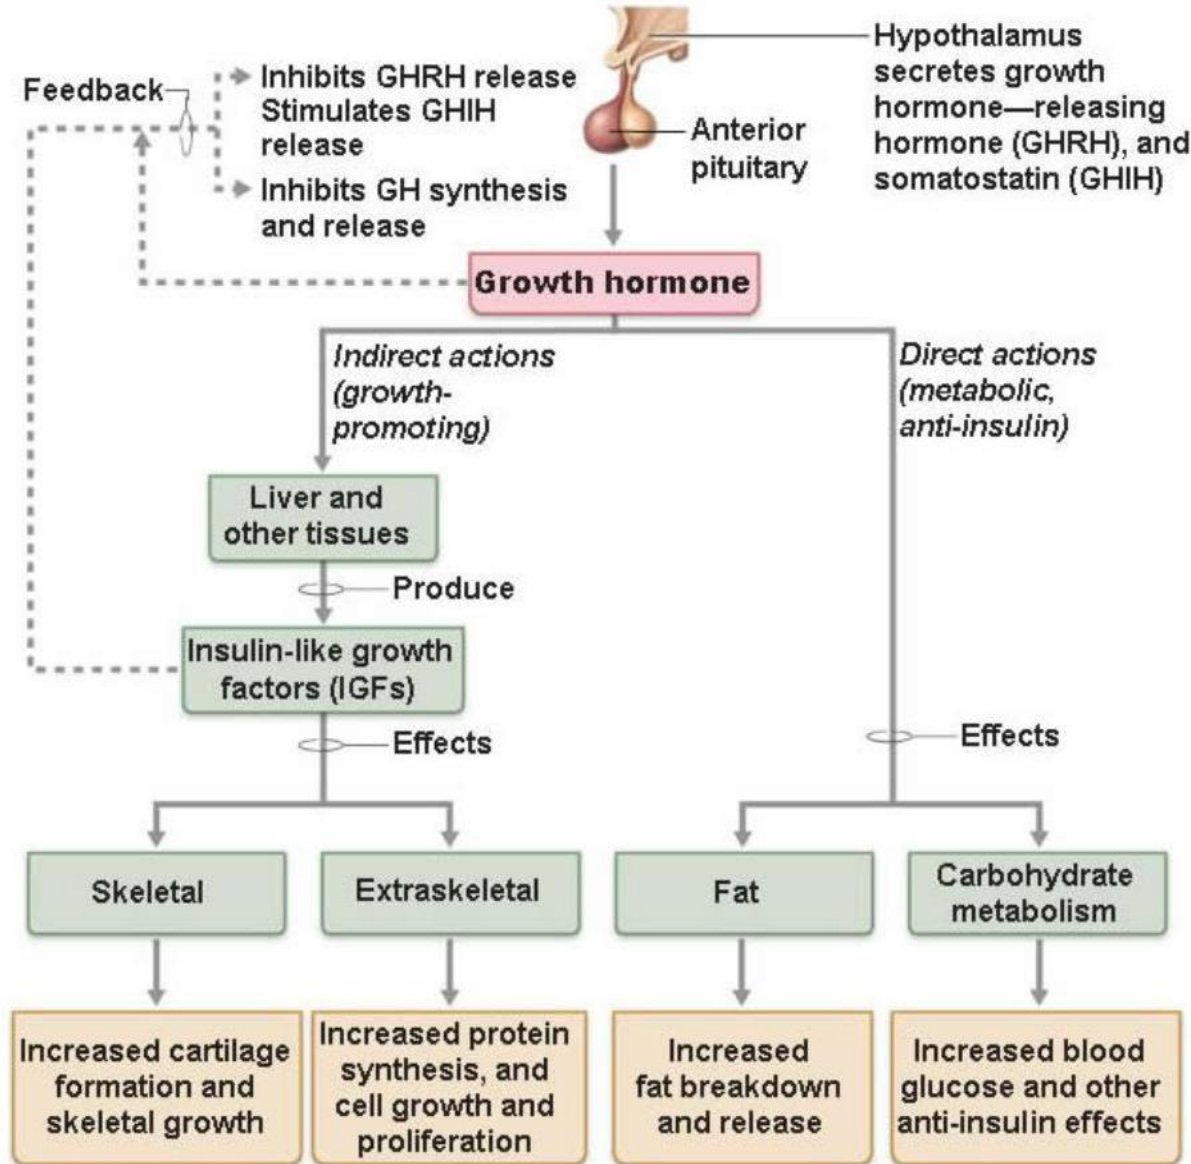 Feedback
Inhibits GHRH release
Stimulates GHIH
release
Inhibits GH synthesis
and release
Anterior
pituitary
Hypothalamus
secretes growth
hormone—releasing
hormone (GHRH), and
somatostatin (GHIH)
Growth hormone
Indirect actions
(growth-
promoting)
Direct actions
(metabolic,
anti-insulin)
Liver and
other tissues
Produce
Insulin-like growth
factors (IGFs)
Effects
Effects
Skeletal
Extraskeletal
Fat
Carbohydrate
metabolism
Increased cartilage
formation and
skeletal growth
Increased protein
synthesis, and
cell growth and
proliferation
Increased
fat breakdown
and release
Increased blood
glucose and other
anti-insulin effects